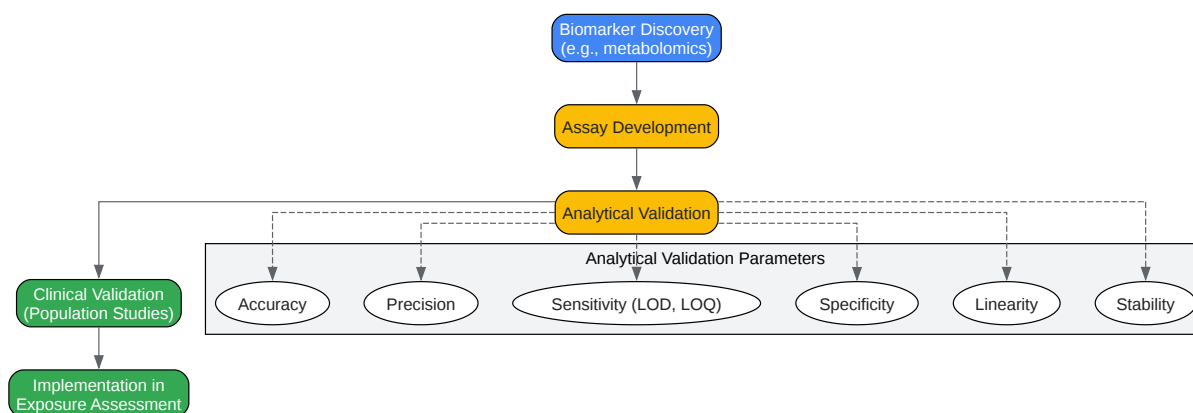 Biomarker Discovery
(e.g., metabolomics)
Assay Development
Analytical Validation
Analytical Validation Parameters
Clinical Validation
(Population Studies)
Accuracy
Precision
Sensitivity (LOD, LOQ)
Specificity
Linearity
Stability
Implementation in
Exposure Assessment